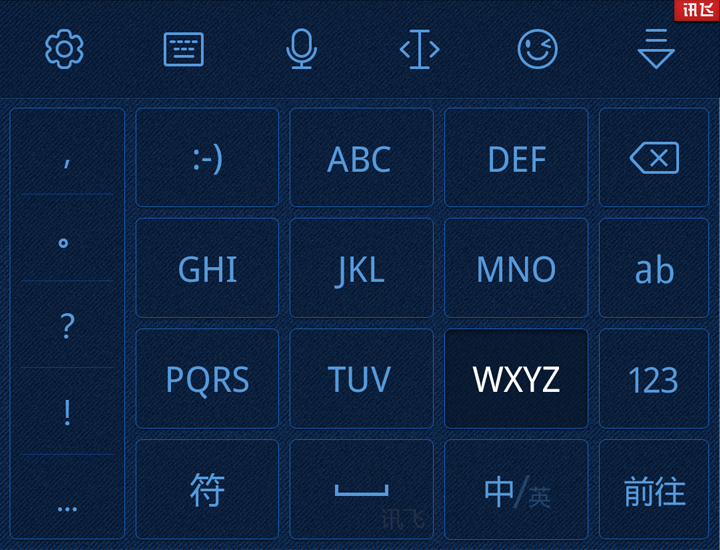 讯飞
, :-) ABC DEF
。 GHI JKL MNO ab
? PQRS TUV WXYZ 123
!
... 符 中/英 前往
讯飞